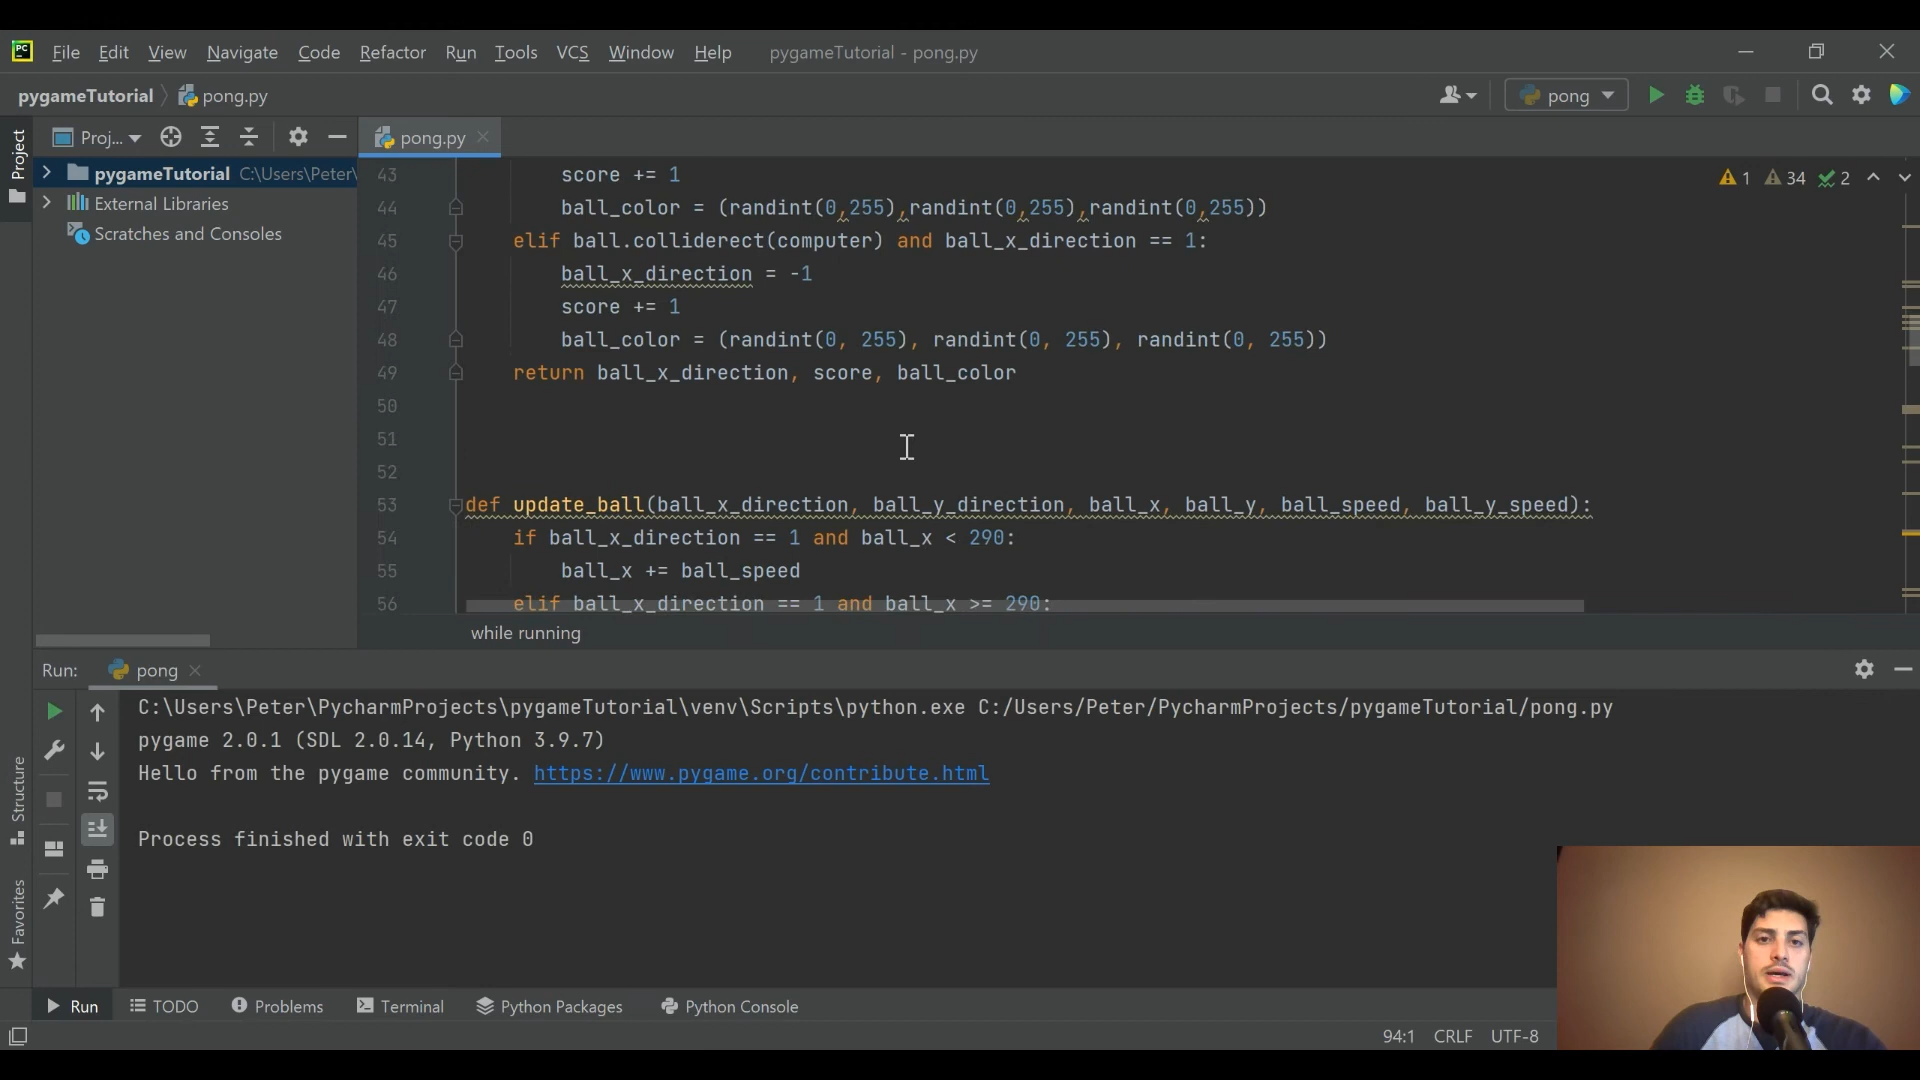 PC File Edit View Navigate Code Refactor Run Tools VCS Window Help pygameTutorial - pong.py
pygameTutorial pong.py pong
Project Proj... pong.py
pygameTutorial C:\Users\Peter\
External Libraries
Scratches and Consoles
1 34 2
43 score += 1
44 ball_color = (randint(0,255),randint(0,255),randint(0,255))
45 elif ball.colliderect(computer) and ball_x_direction == 1:
46 ball_x_direction = -1
47 score += 1
48 ball_color = (randint(0, 255), randint(0, 255), randint(0, 255))
49 return ball_x_direction, score, ball_color
50
51
52
53 def update_ball(ball_x_direction, ball_y_direction, ball_x, ball_y, ball_speed, ball_y_speed):
54 if ball_x_direction == 1 and ball_x < 290:
55 ball_x += ball_speed
56 elif ball_x_direction == 1 and ball_x >= 290:
while running
Run: pong
C:\Users\Peter\PycharmProjects\pygameTutorial\venv\Scripts\python.exe C:/Users/Peter/PycharmProjects/pygameTutorial/pong.py
pygame 2.0.1 (SDL 2.0.14, Python 3.9.7)
Hello from the pygame community. https://www.pygame.org/contribute.html
Process finished with exit code 0
Structure
Favorites
Run TODO Problems Terminal Python Packages Python Console
94:1 CRLF UTF-8